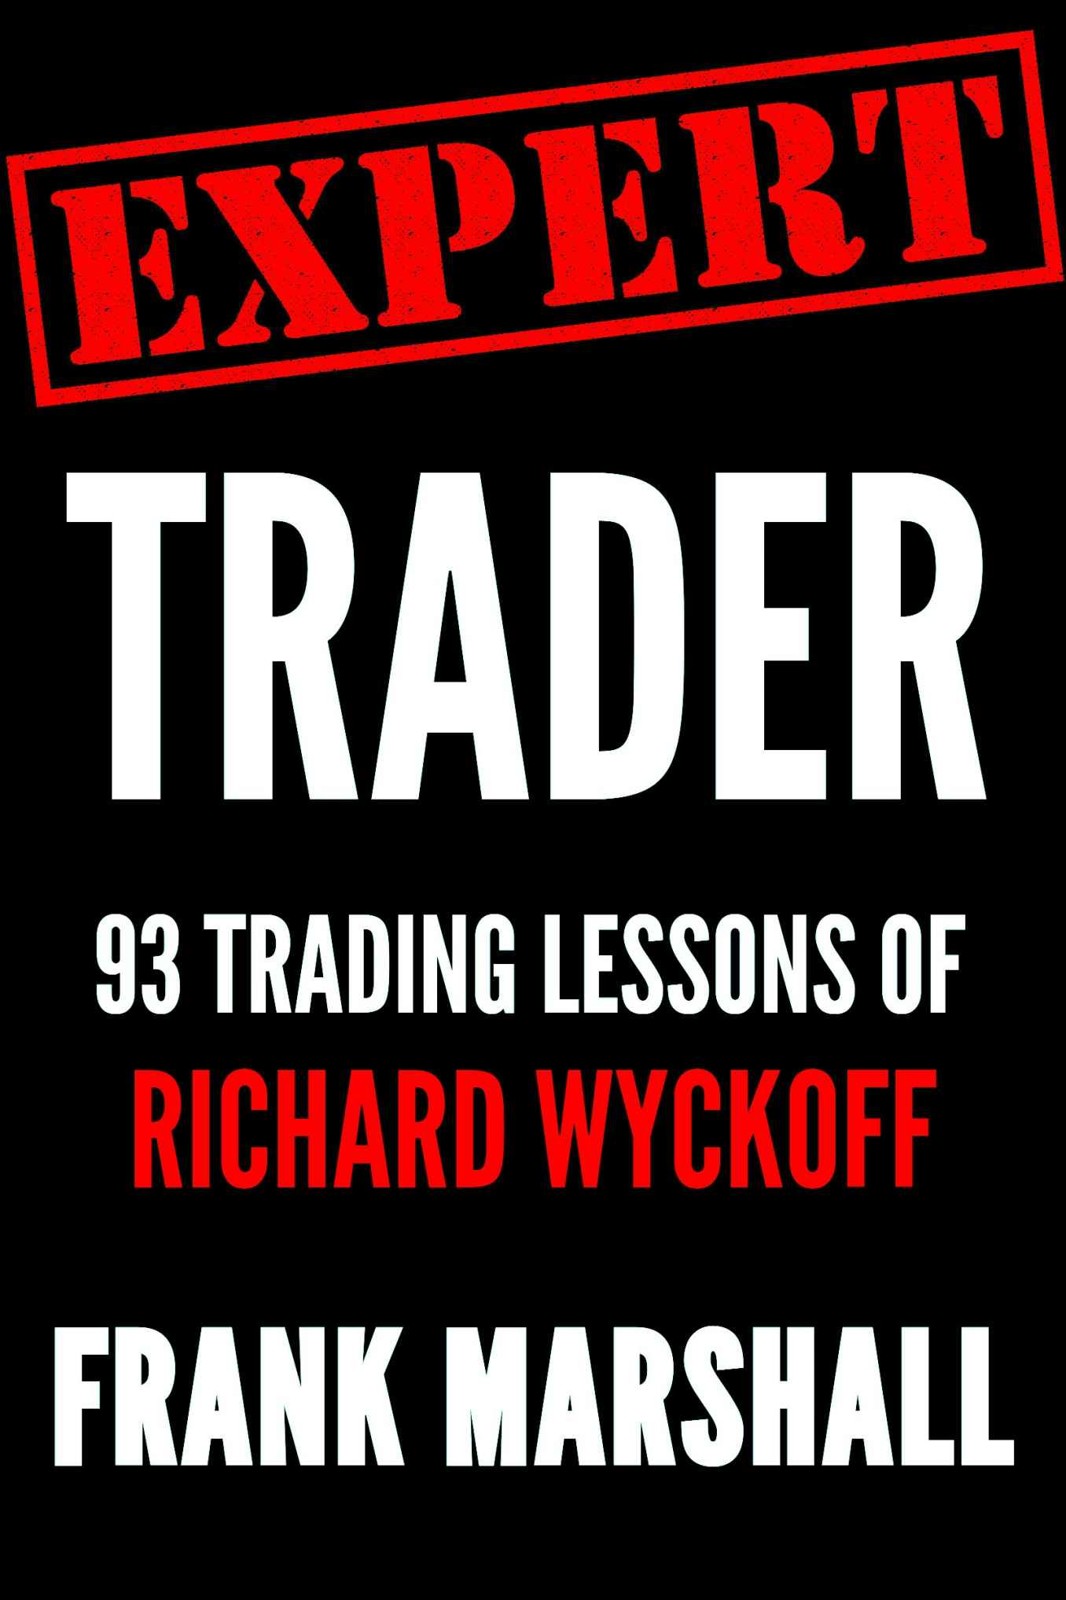 EXPERT
TRADER
93 TRADING LESSONS OF
RICHARD WYCKOFF
FRANK MARSHALL